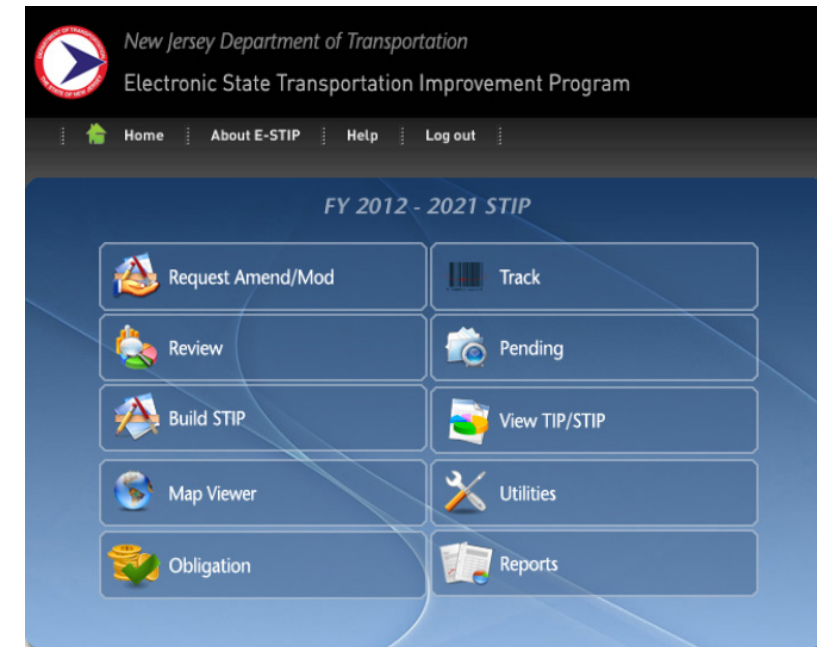 New Jersey Department of Transportation
Electronic State Transportation Improvement Program
Home About E-STIP Help Log out
FY 2012 - 2021 STIP
Request Amend/Mod Track
Review Pending
Build STIP View TIP/STIP
Map Viewer Utilities
Obligation Reports